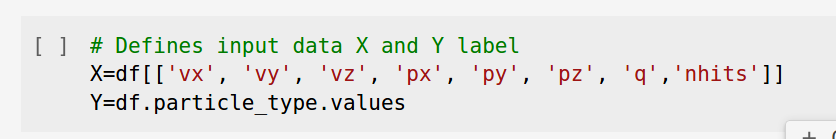 [ ] # Defines input data X and Y label
X=df[['vx', 'vy', 'vz', 'px', 'py', 'pz', 'q','nhits']]
Y=df.particle_type.values
+